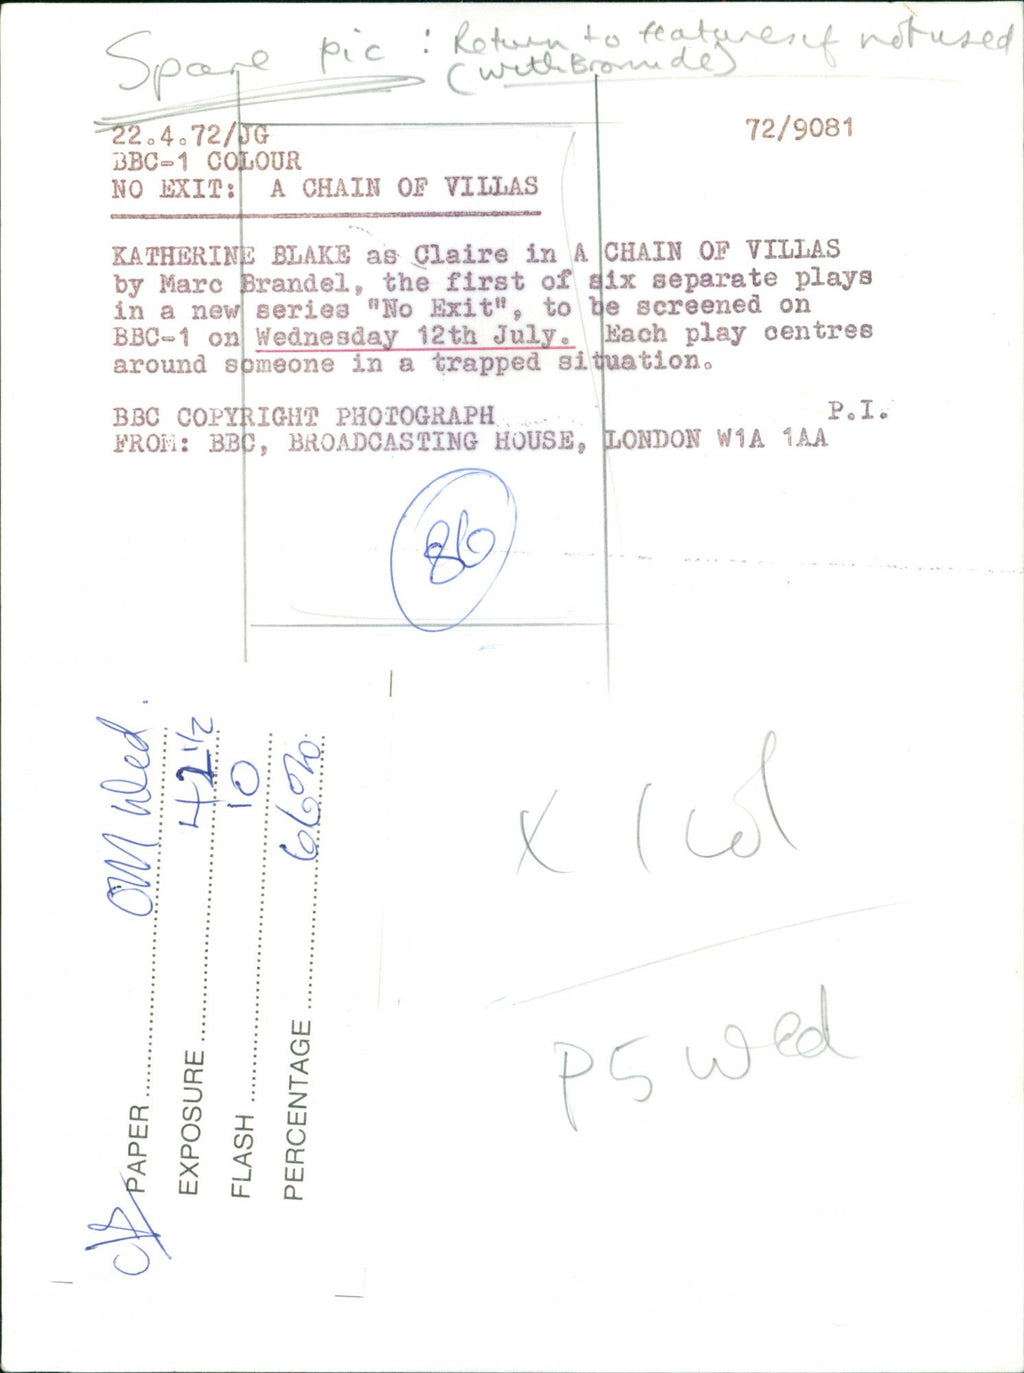 Spare pic : Return to features if not used
(with Bromide)
22.4.72/JG
72/9081
BBC-1 COLOUR
NO EXIT: A CHAIN OF VILLAS
KATHERINE BLAKE as Claire in A CHAIN OF VILLAS
by Marc Brandel, the first of six separate plays
in a new series "No Exit", to be screened on
BBC-1 on Wednesday 12th July. Each play centres
around someone in a trapped situation.
BBC COPYRIGHT PHOTOGRAPH
P.I.
FROM: BBC, BROADCASTING HOUSE, LONDON W1A 1AA
86
PAPER Wed.
EXPOSURE
FLASH 10
PERCENTAGE 66%
X 1 col
P5 Wed